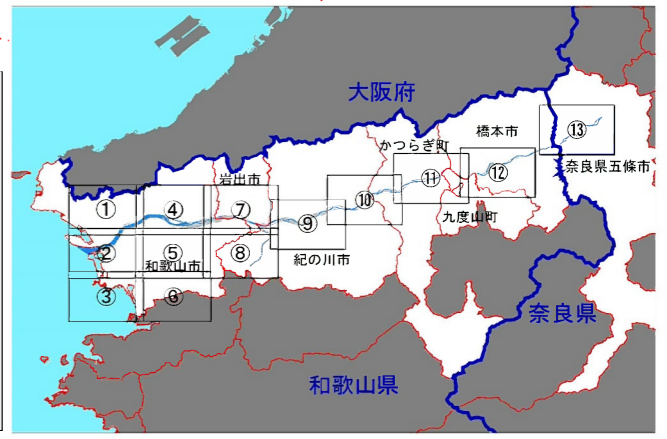 大阪府
橋本市
⑬
かつらぎ町
奈良県五條市
岩出市
⑪
⑫
①
④
⑦
⑩
九度山町
⑨
②
⑤
⑧
紀の川市
和歌山市
③
⑥
奈良県
和歌山県